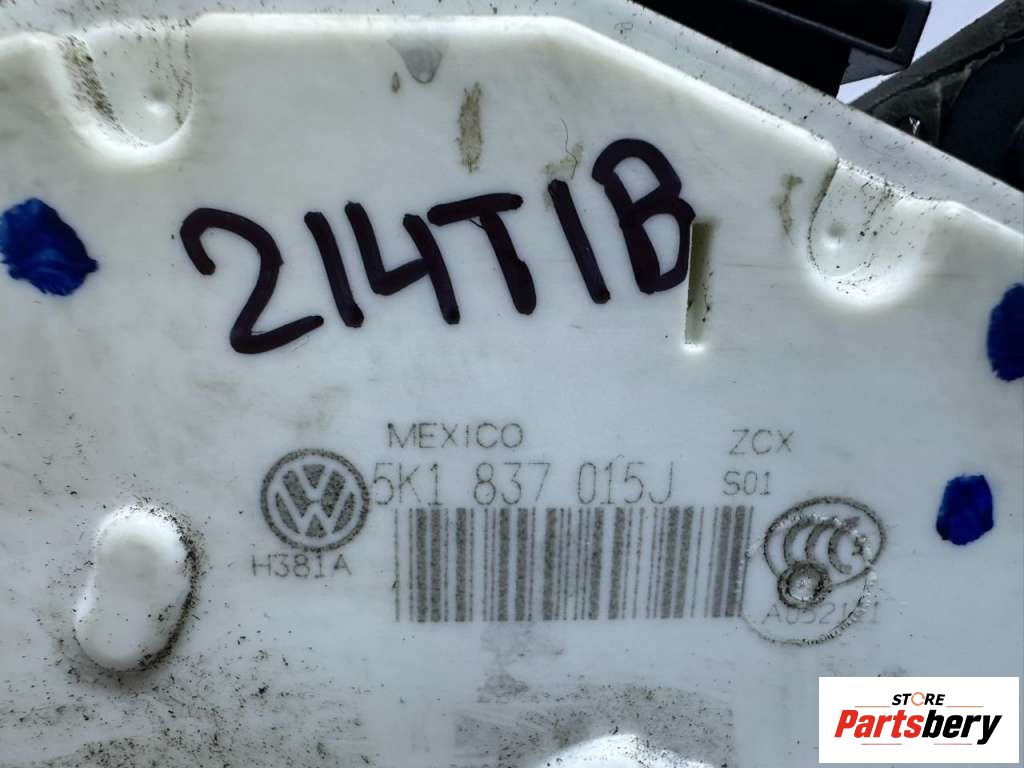 214T1B
MEXICO
ZCX
5K1 837 015J
S01
H381A
STORE
Partsbery